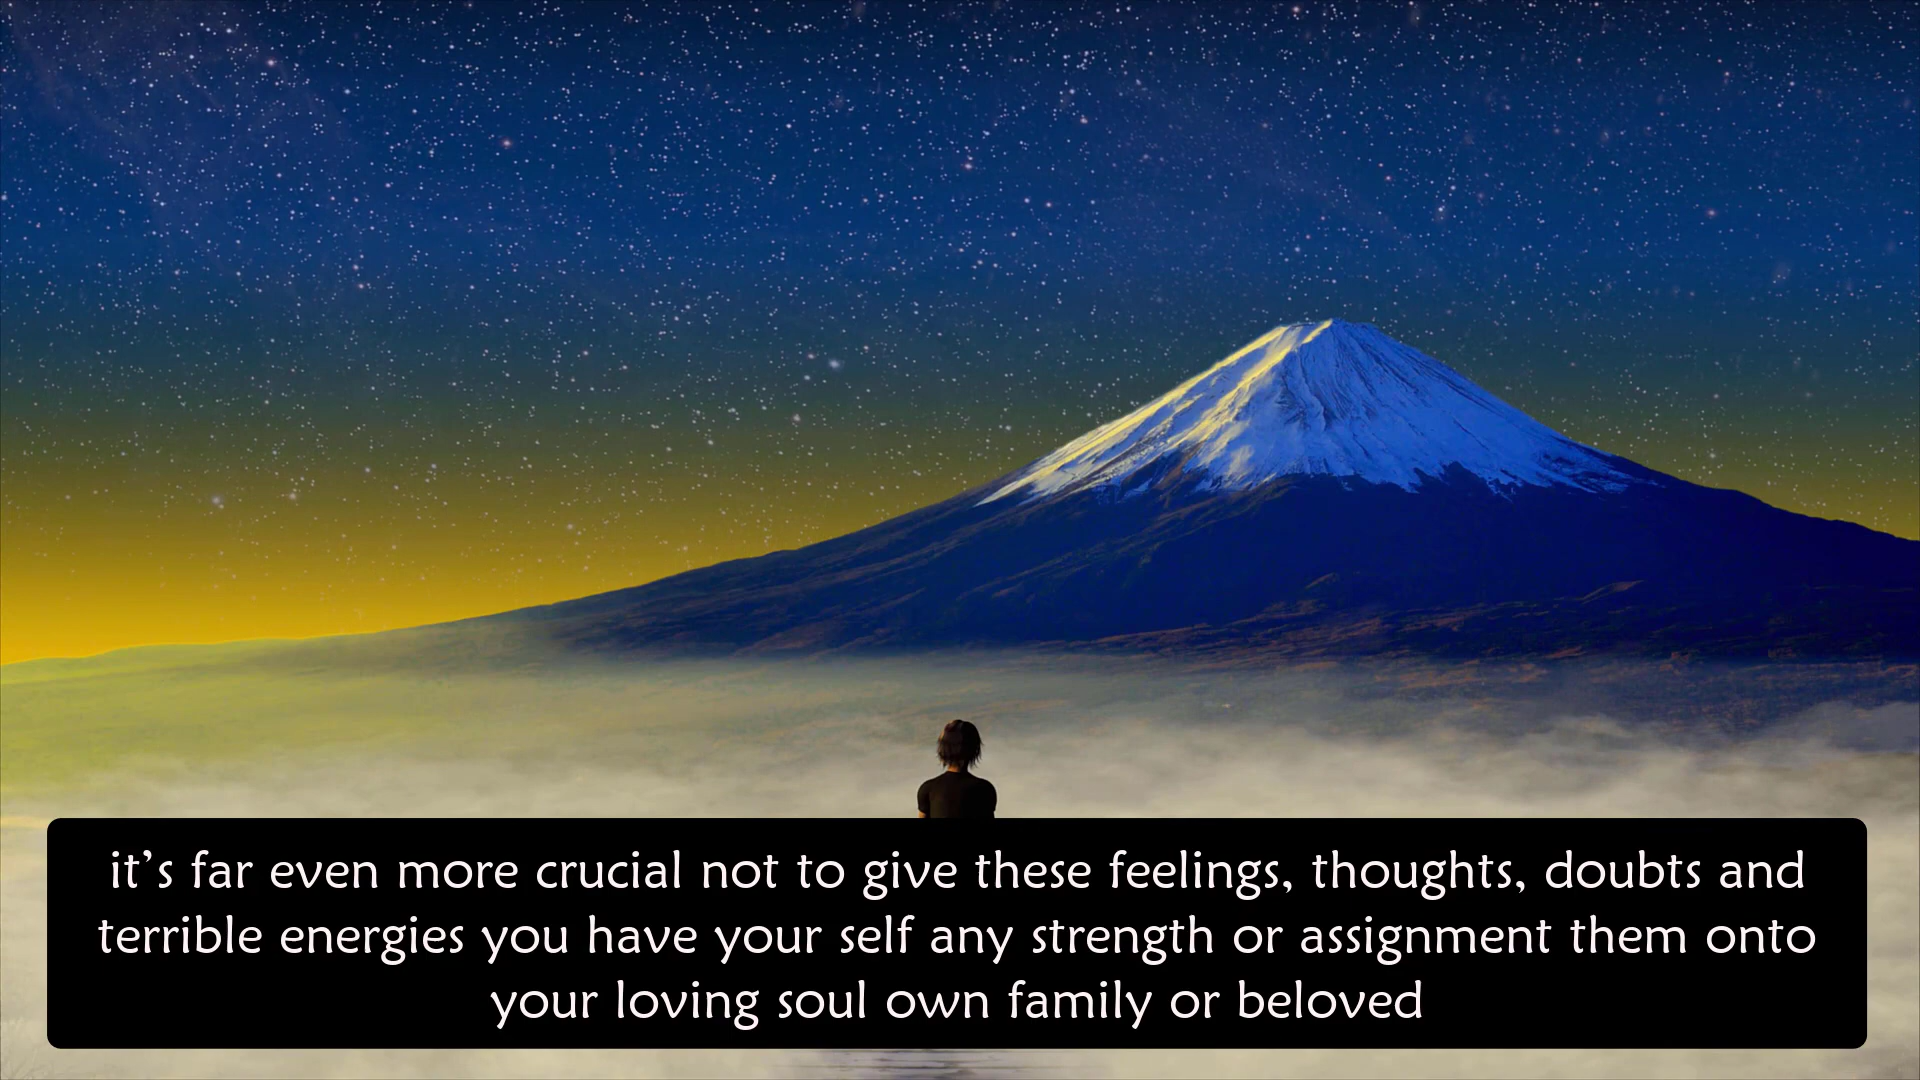 it’s far even more crucial not to give these feelings, thoughts, doubts and
terrible energies you have your self any strength or assignment them onto
your loving soul own family or beloved